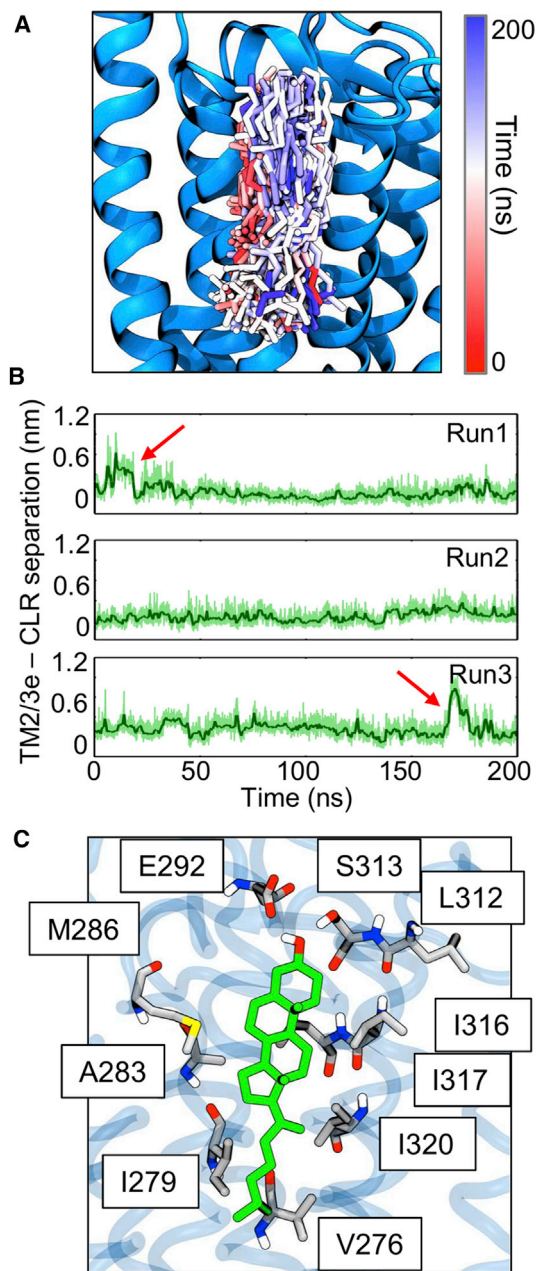 A
200
Time (ns)
0
B
TM2/3e – CLR separation (nm)
1.2
0.6
0
Run1
1.2
0.6
0
Run2
1.2
0.6
0
Run3
0 50 100 150 200
Time (ns)
C
E292
S313
L312
M286
I316
A283
I317
I320
I279
V276